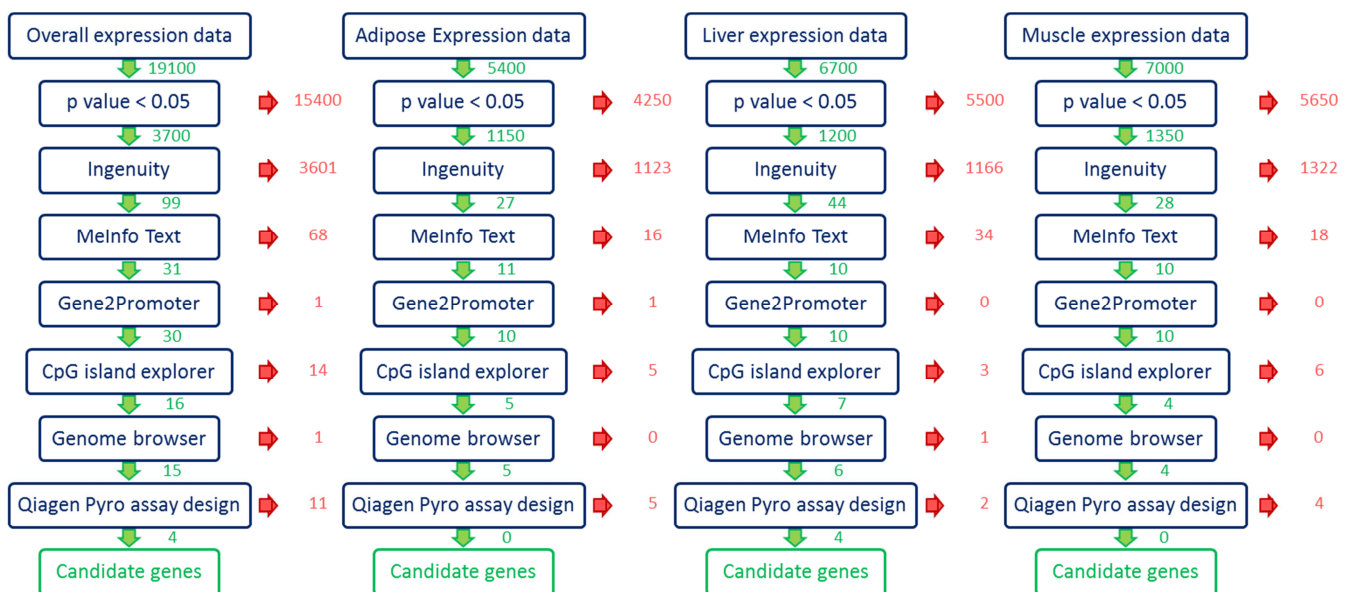 Overall expression data Adipose Expression data Liver expression data Muscle expression data
19100 5400 6700 7000
p value < 0.05 15400 p value < 0.05 4250 p value < 0.05 5500 p value < 0.05 5650
3700 1150 1200 1350
Ingenuity 3601 Ingenuity 1123 Ingenuity 1166 Ingenuity 1322
99 27 44 28
MeInfo Text 68 MeInfo Text 16 MeInfo Text 34 MeInfo Text 18
31 11 10 10
Gene2Promoter 1 Gene2Promoter 1 Gene2Promoter 0 Gene2Promoter 0
30 10 10 10
CpG island explorer 14 CpG island explorer 5 CpG island explorer 3 CpG island explorer 6
16 5 7 4
Genome browser 1 Genome browser 0 Genome browser 1 Genome browser 0
15 5 6 4
Qiagen Pyro assay design 11 Qiagen Pyro assay design 5 Qiagen Pyro assay design 2 Qiagen Pyro assay design 4
4 0 4 0
Candidate genes Candidate genes Candidate genes Candidate genes